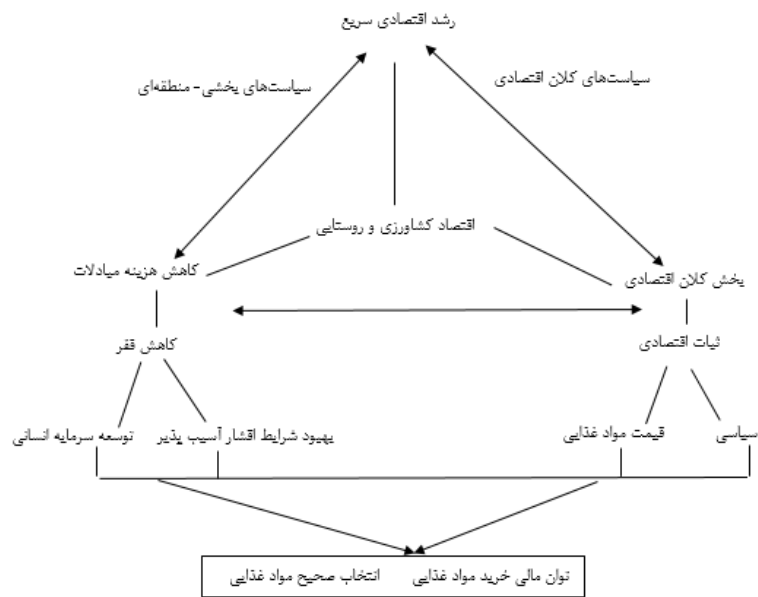 رشد اقتصادی سریع
سیاست‌های کلان اقتصادی
سیاست‌های بخشی- منطقه‌ای
اقتصاد کشاورزی و روستایی
بخش کلان اقتصادی
کاهش هزینه مبادلات
ثبات اقتصادی
کاهش فقر
سیاسی
قیمت مواد غذایی
بهبود شرایط اقشار آسیب پذیر
توسعه سرمایه انسانی
توان مالی خرید مواد غذایی
انتخاب صحیح مواد غذایی